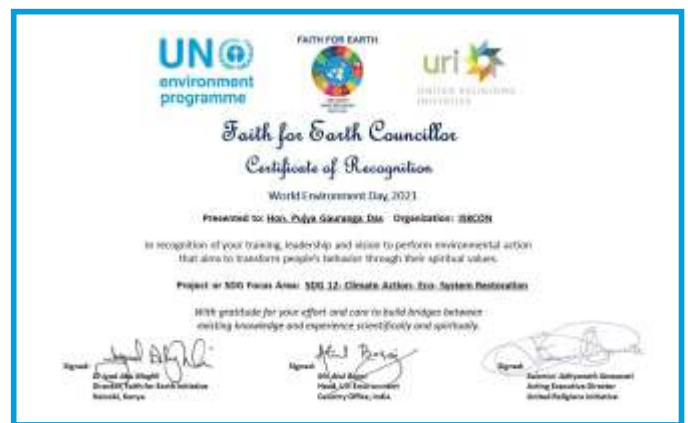 UN
environment
programme
FAITH FOR EARTH
uri
UNITED RELIGIONS
INITIATIVE
Faith for Earth Councillor
Certificate of Recognition
World Environment Day, 2021
Presented to: Hon. Pujya Gauranga Das Organization: ISKCON
In recognition of your training, leadership and vision to perform environmental action
that aims to transform people's behavior through their spiritual values.
Project or SDG Focus Area: SDG 12: Climate Action: Eco- System Restoration
With gratitude for your effort and care to build bridges between
existing knowledge and experience scientifically and spiritually.
Signed:
Signed:
Signed:
Director, Faith for Earth Initiative
Nairobi, Kenya
Head, URI Environment
Country Office, India
Acting Executive Director
United Religions Initiative